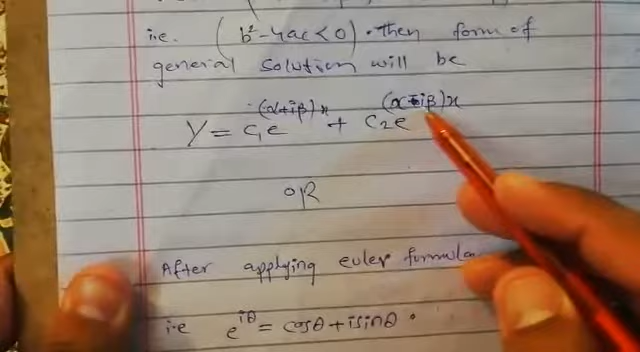 i.e. (b²-4ac<0). then form of
general solution will be
Y = c₁e^(α+iβ)x + c₂e^(α-iβ)x
OR
After applying euler formula
i.e e^iθ = cosθ + isinθ.